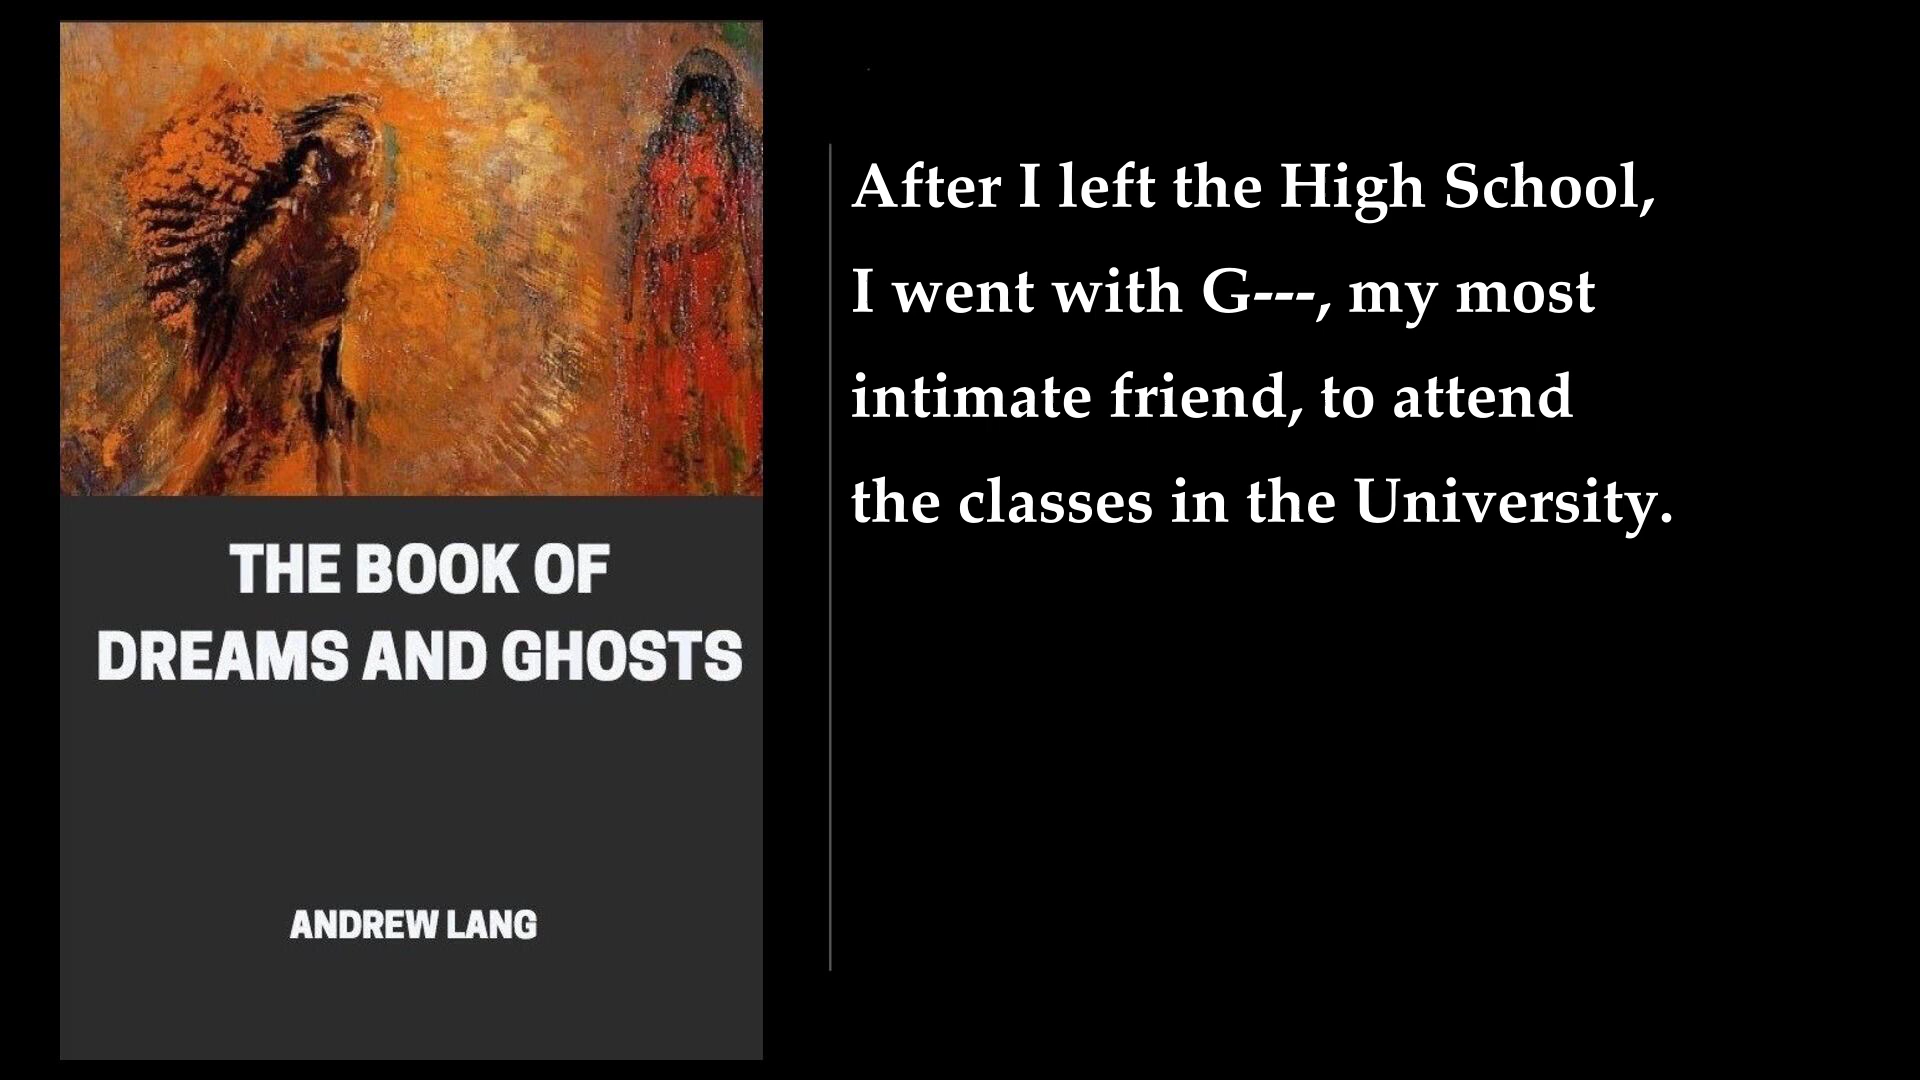 THE BOOK OF
DREAMS AND GHOSTS
ANDREW LANG
After I left the High School,
I went with G---, my most
intimate friend, to attend
the classes in the University.